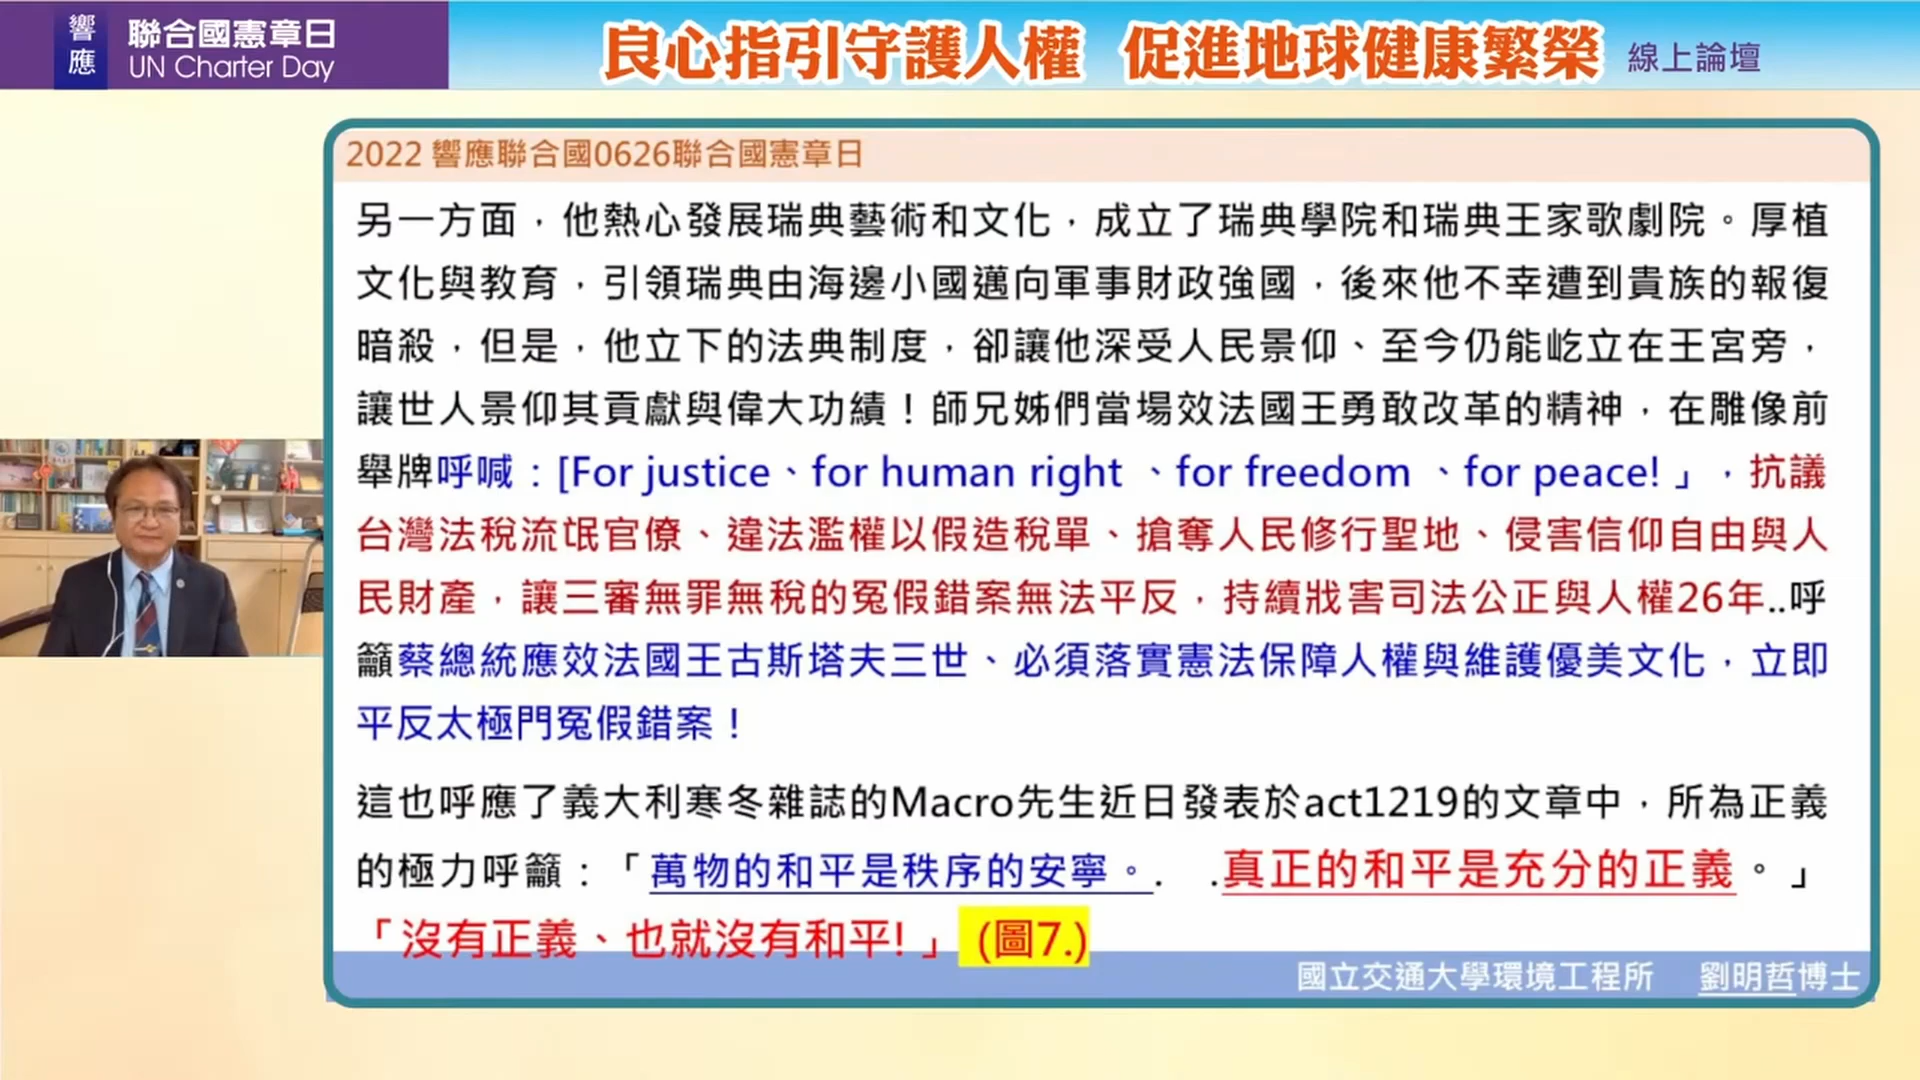 響應
聯合國憲章日
UN Charter Day
良心指引守護人權 促進地球健康繁榮 線上論壇
2022 響應聯合國0626聯合國憲章日
另一方面，他熱心發展瑞典藝術和文化，成立了瑞典學院和瑞典王家歌劇院。厚植
文化與教育，引領瑞典由海邊小國邁向軍事財政強國，後來他不幸遭到貴族的報復
暗殺，但是，他立下的法典制度，卻讓他深受人民景仰、至今仍能屹立在王宮旁，
讓世人景仰其貢獻與偉大功績！師兄姊們當場效法國王勇敢改革的精神，在雕像前
舉牌呼喊：[For justice、for human right 、for freedom 、for peace! 」，抗議
台灣法稅流氓官僚、違法濫權以假造稅單、搶奪人民修行聖地、侵害信仰自由與人
民財產，讓三審無罪無稅的冤假錯案無法平反，持續戕害司法公正與人權26年..呼
籲蔡總統應效法國王古斯塔夫三世、必須落實憲法保障人權與維護優美文化，立即
平反太極門冤假錯案！
這也呼應了義大利寒冬雜誌的Macro先生近日發表於act1219的文章中，所為正義
的極力呼籲：「萬物的和平是秩序的安寧。. .真正的和平是充分的正義。」
「沒有正義、也就沒有和平!」 (圖7.)
國立交通大學環境工程所 劉明哲博士